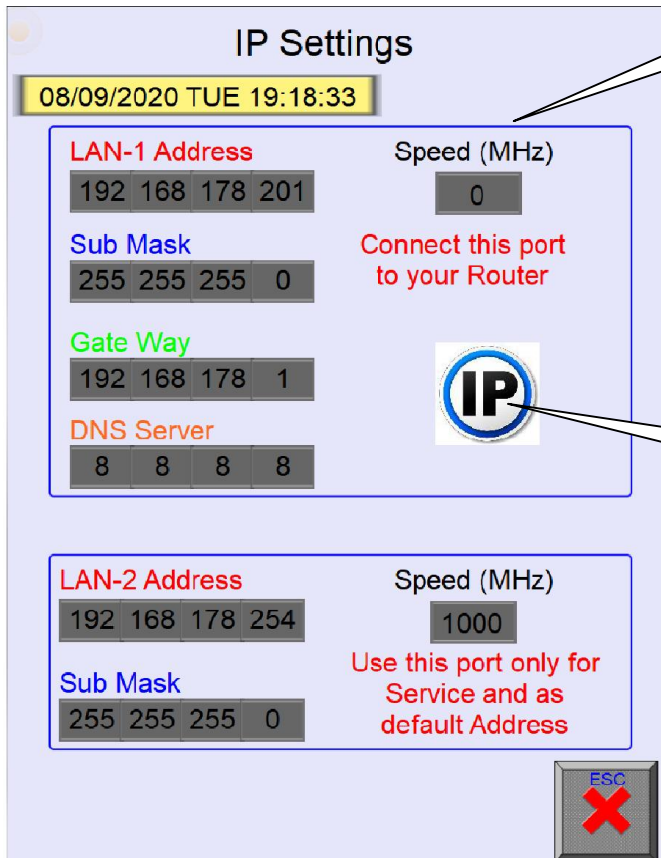 IP Settings
08/09/2020 TUE 19:18:33
LAN-1 Address
192 168 178 201
Speed (MHz)
0
Sub Mask
255 255 255 0
Connect this port
to your Router
Gate Way
192 168 178 1
IP
DNS Server
8 8 8 8
LAN-2 Address
192 168 178 254
Speed (MHz)
1000
Sub Mask
255 255 255 0
Use this port only for
Service and as
default Address
ESC